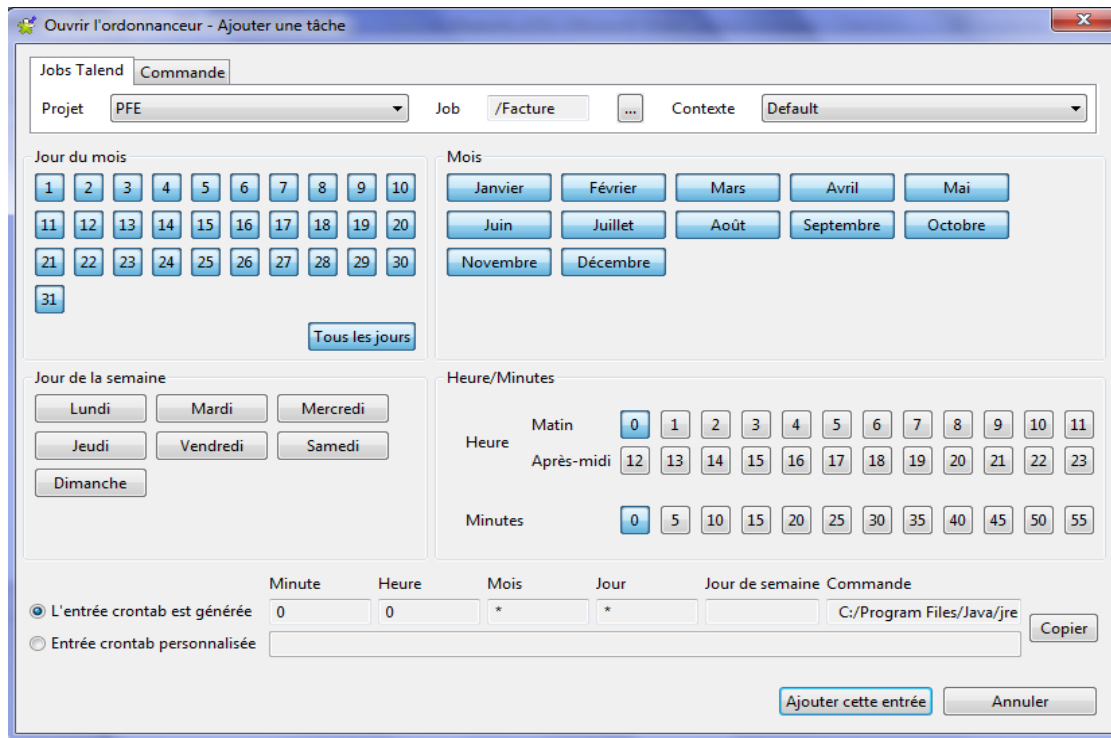 Ouvrir l'ordonnanceur - Ajouter une tâche
Jobs Talend Commande
Projet PFE Job /Facture ... Contexte Default
Jour du mois
1 2 3 4 5 6 7 8 9 10
11 12 13 14 15 16 17 18 19 20
21 22 23 24 25 26 27 28 29 30
31
Tous les jours
Mois
Janvier Février Mars Avril Mai
Juin Juillet Août Septembre Octobre
Novembre Décembre
Jour de la semaine
Lundi Mardi Mercredi
Jeudi Vendredi Samedi
Dimanche
Heure/Minutes
Matin 0 1 2 3 4 5 6 7 8 9 10 11
Heure
Après-midi 12 13 14 15 16 17 18 19 20 21 22 23
Minutes 0 5 10 15 20 25 30 35 40 45 50 55
Minute Heure Mois Jour Jour de semaine Commande
L'entrée crontab est générée 0 0 * * C:/Program Files/Java/jre
Copier
Entrée crontab personnalisée
Ajouter cette entrée Annuler